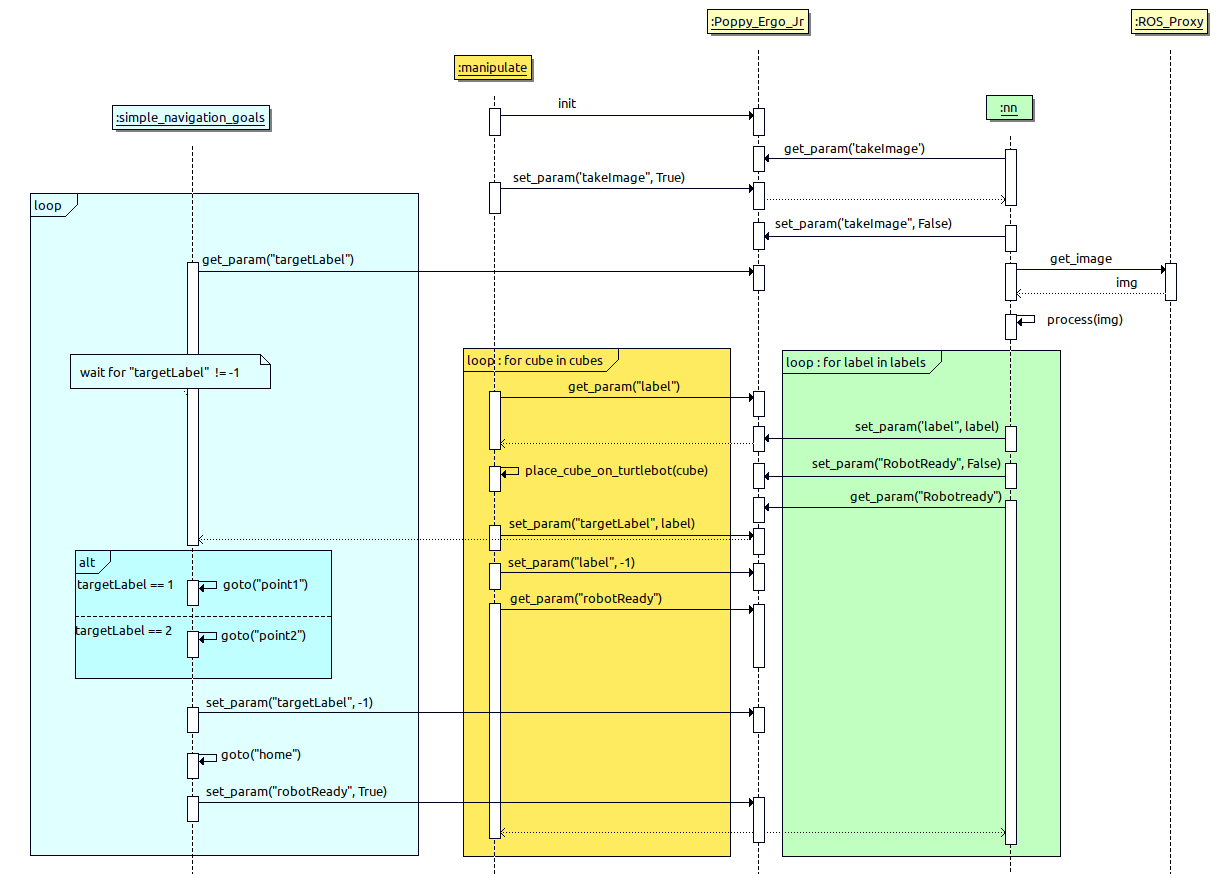 :Poppy_Ergo_Jr
:ROS_Proxy
:manipulate
:nn
:simple_navigation_goals
init
get_param('takeImage')
set_param('takeImage", True)
loop
set_param('takeImage", False)
get_param("targetLabel")
get_image
img
process(img)
loop : for cube in cubes
loop : for label in labels
wait for "targetLabel" != -1
get_param("label")
set_param('label", label)
place_cube_on_turtlebot(cube)
set_param("RobotReady", False)
get_param("Robotready")
set_param("targetLabel", label)
alt
set_param("label", -1)
targetLabel == 1
goto("point1")
get_param("robotReady")
targetLabel == 2
goto("point2")
set_param("targetLabel", -1)
goto("home")
set_param("robotReady", True)